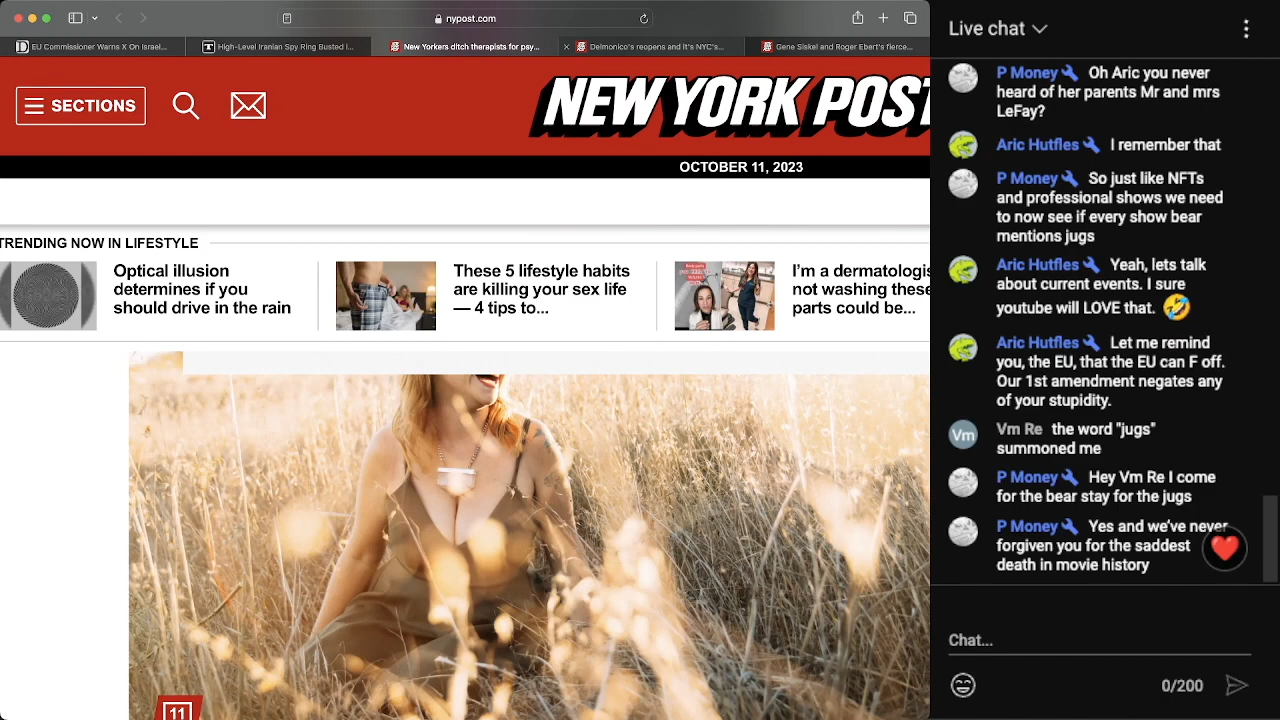 nypost.com
EU Commissioner Warns X On Israel...
High-Level Iranian Spy Ring Busted I...
New Yorkers ditch therapists for psy...
Delmonico's reopens and it's NYC's...
Gene Siskel and Roger Ebert's fierce...
SECTIONS
NEW YORK POST
OCTOBER 11, 2023
TRENDING NOW IN LIFESTYLE
Optical illusion
determines if you
should drive in the rain
These 5 lifestyle habits
are killing your sex life
— 4 tips to...
I'm a dermatologis
not washing these
parts could be...
11
Live chat
P Money Oh Aric you never
heard of her parents Mr and mrs
LeFay?
Aric Hutfles I remember that
P Money So just like NFTs
and professional shows we need
to now see if every show bear
mentions jugs
Aric Hutfles Yeah, lets talk
about current events. I sure
youtube will LOVE that. 🤣
Aric Hutfles Let me remind
you, the EU, that the EU can F off.
Our 1st amendment negates any
of your stupidity.
Vm
Vm Re the word "jugs"
summoned me
P Money Hey Vm Re I come
for the bear stay for the jugs
P Money Yes and we've never
forgiven you for the saddest
death in movie history
Chat...
0/200